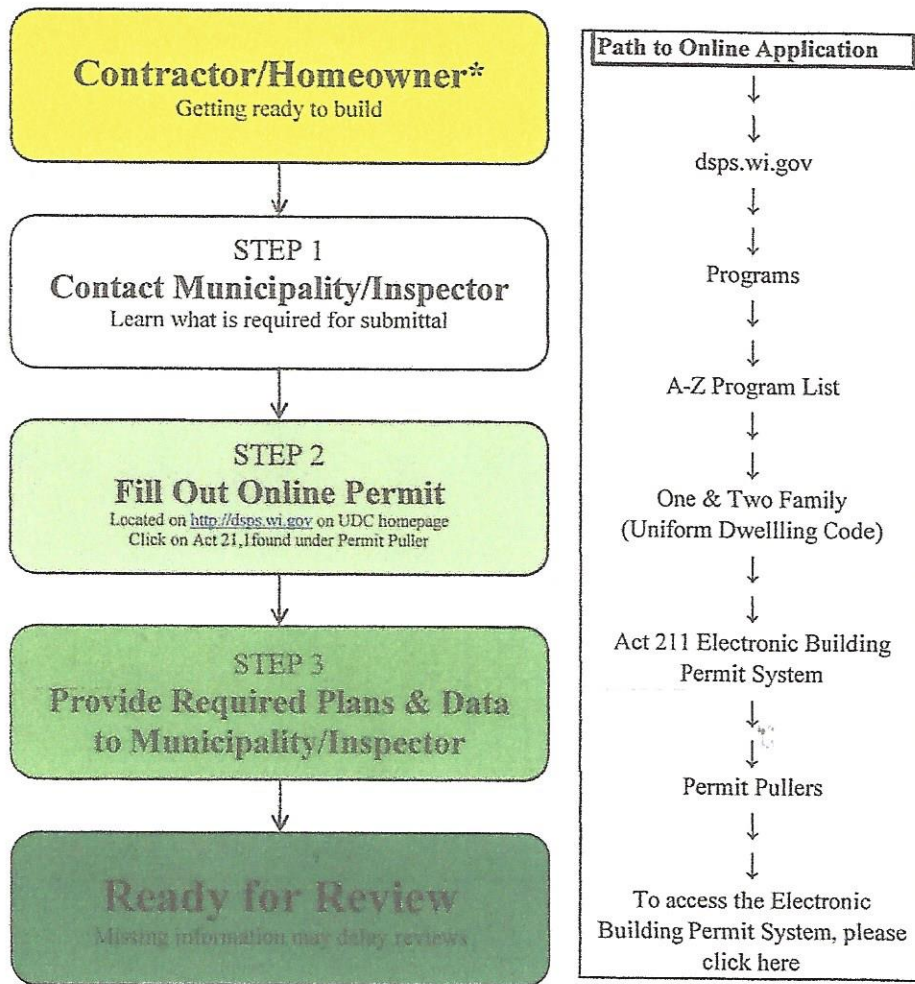 Contractor/Homeowner*
Getting ready to build
STEP 1
Contact Municipality/Inspector
Learn what is required for submittal
STEP 2
Fill Out Online Permit
Located on http://dsps.wi.gov on UDC homepage
Click on Act 21,1found under Permit Puller
STEP 3
Provide Required Plans & Data
to Municipality/Inspector
Ready for Review
Missing information may delay reviews
Path to Online Application
dsps.wi.gov
Programs
A-Z Program List
One & Two Family
(Uniform Dwellling Code)
Act 211 Electronic Building
Permit System
Permit Pullers
To access the Electronic
Building Permit System, please
click here